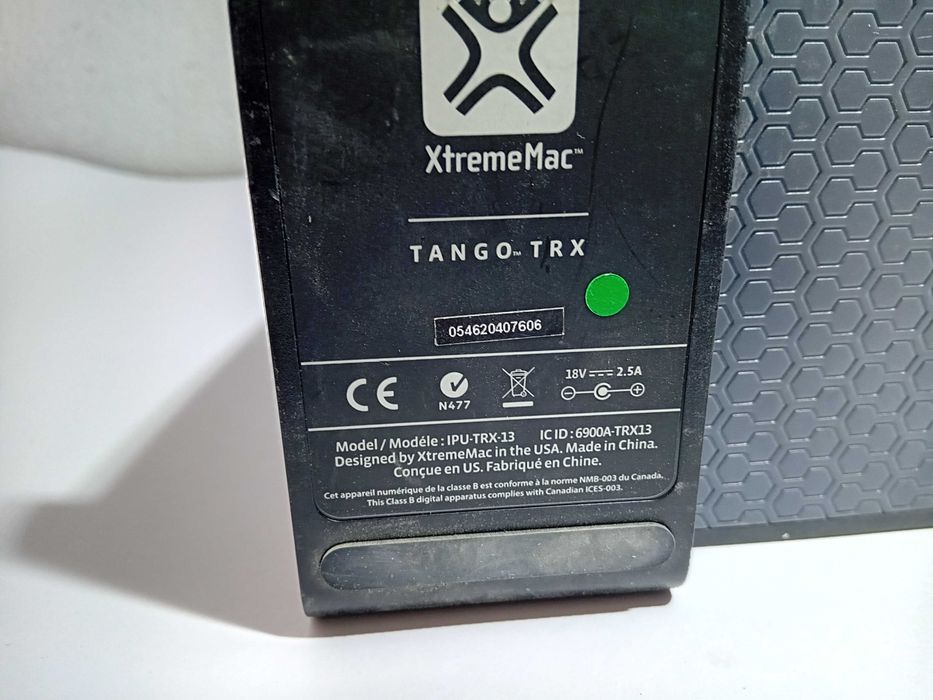 XtremeMac™
TANGO™ TRX
054620407606
CE
N477
18V ⎓ 2.5A
Model / Modéle : IPU-TRX-13 IC ID : 6900A-TRX13
Designed by XtremeMac in the USA. Made in China.
Conçue en US. Fabriqué en Chine.
Cet appareil numérique de la classe B est conforme à la norme NMB-003 du Canada.
This Class B digital apparatus complies with Canadian ICES-003.